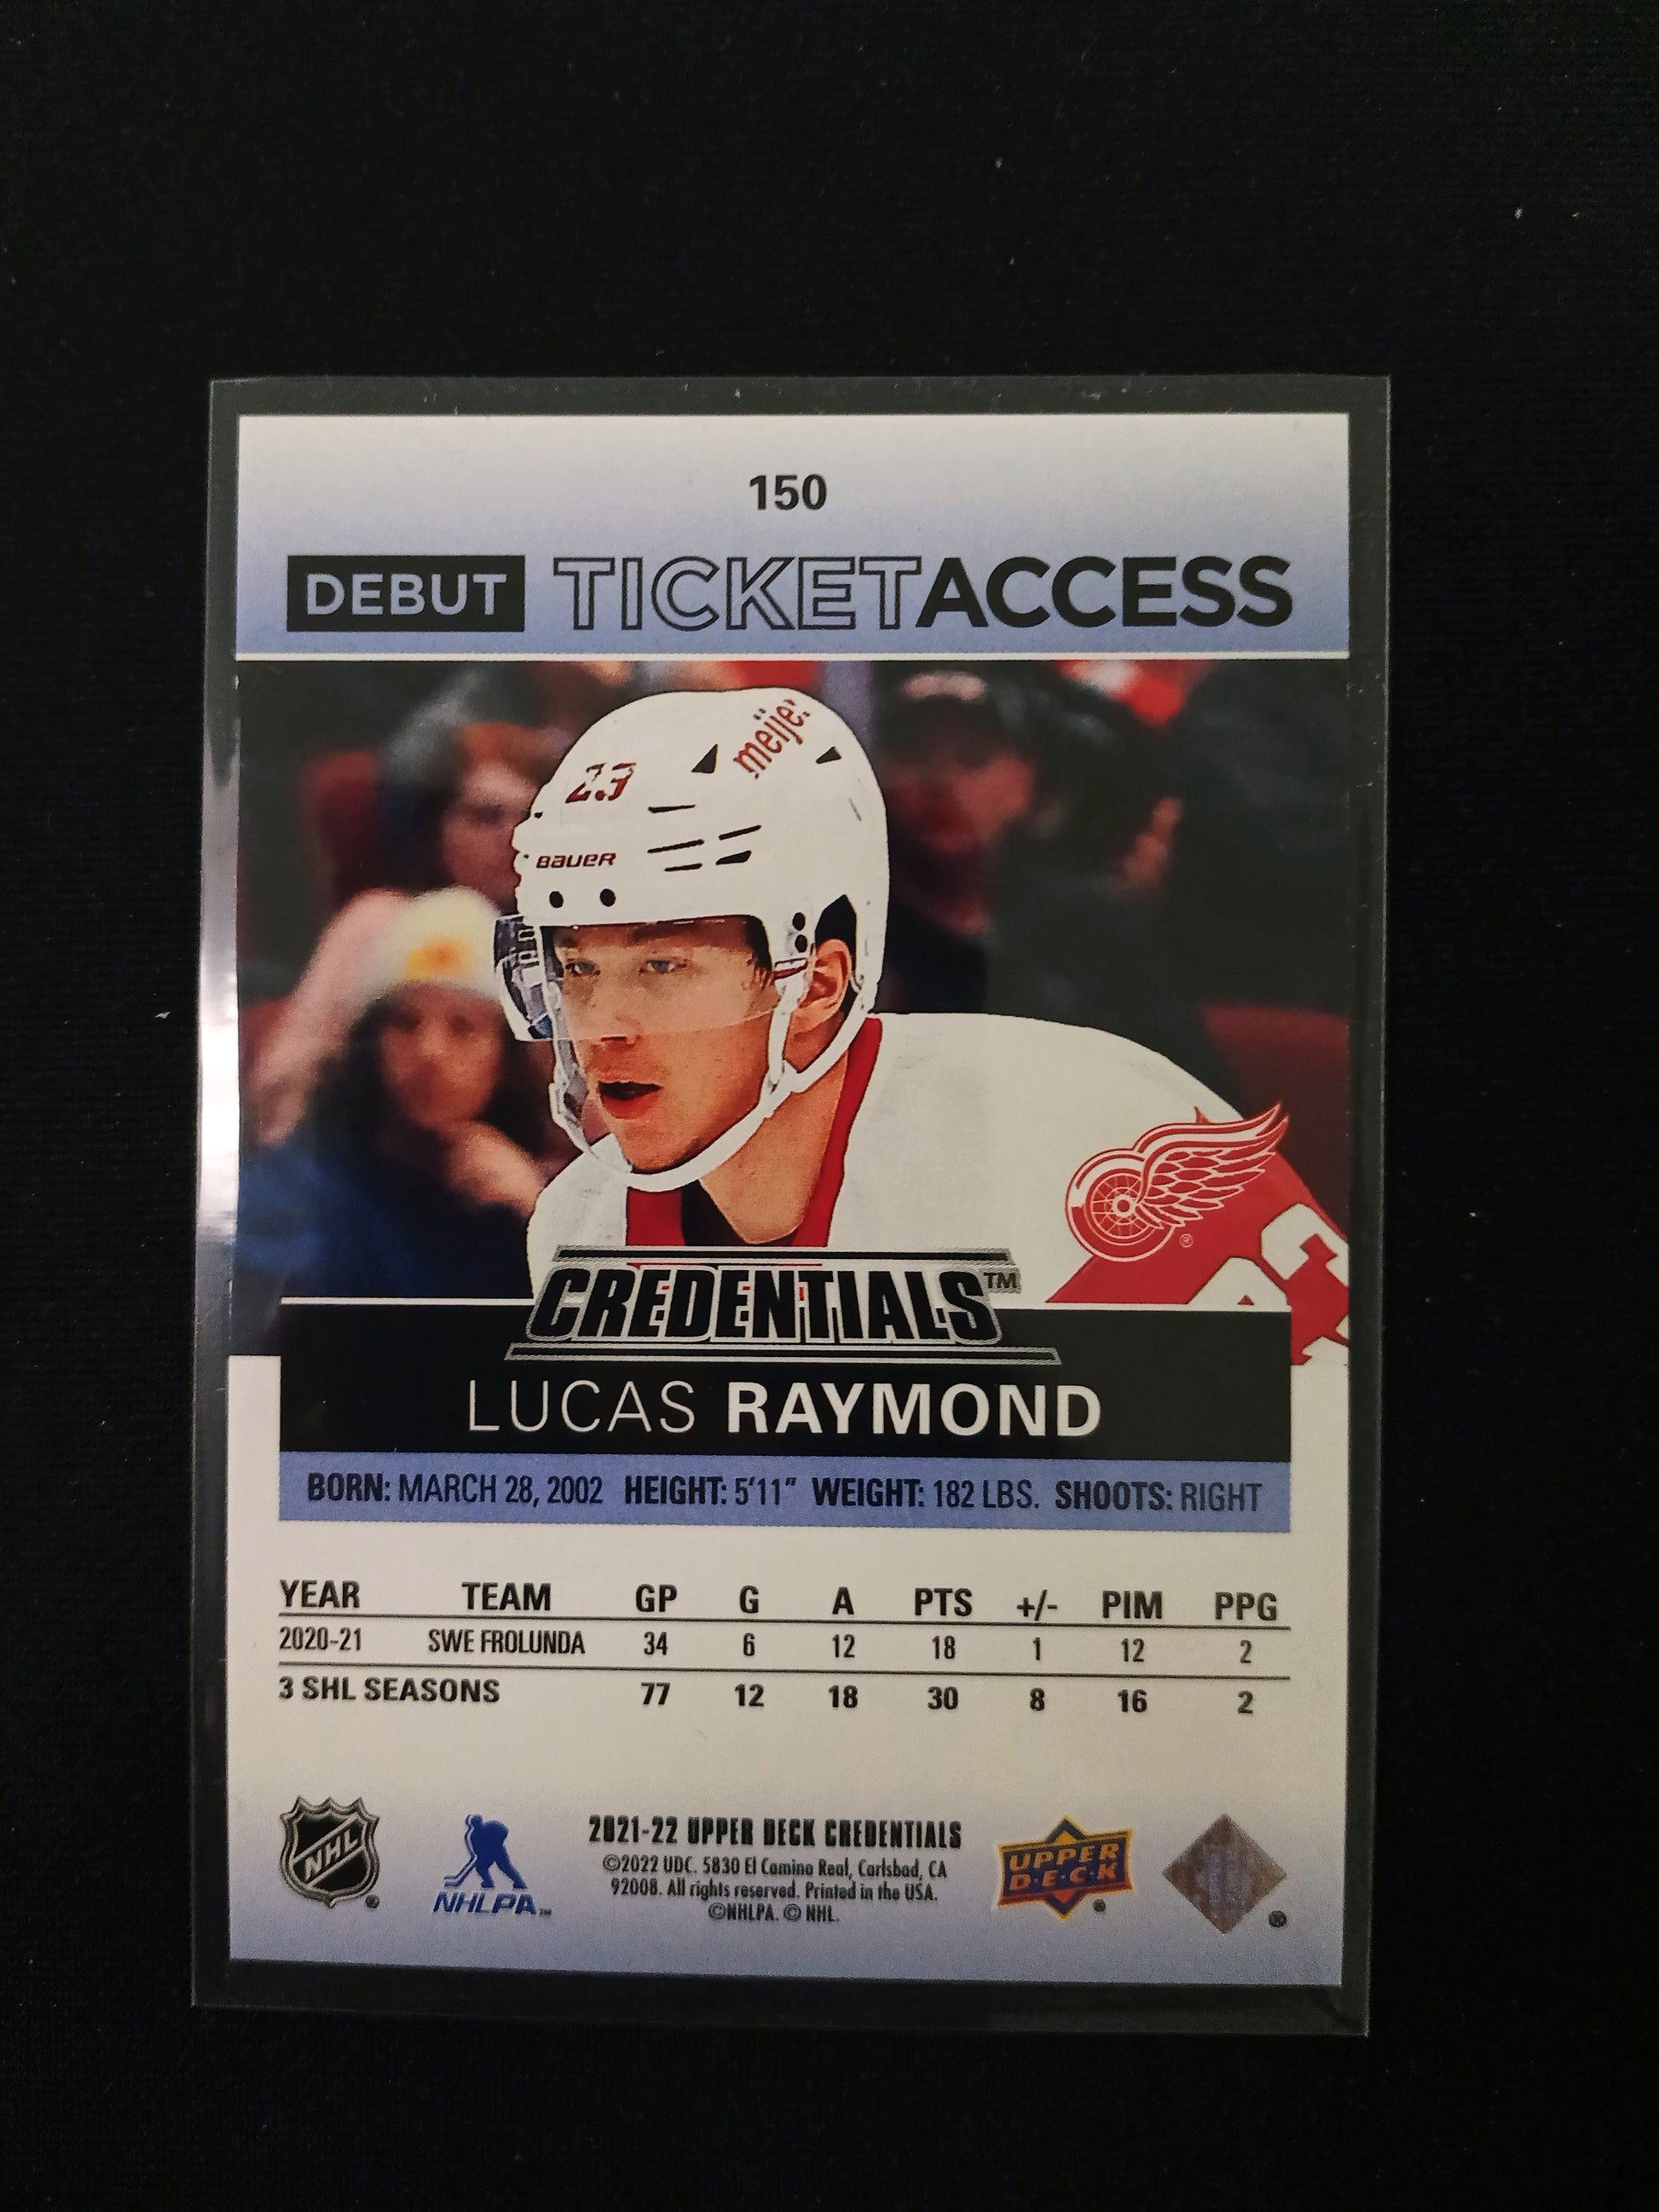 150
DEBUT TICKETACCESS
meijer
23
BAUER
CREDENTIALS™
LUCAS RAYMOND
BORN: MARCH 28, 2002 HEIGHT: 5'11" WEIGHT: 182 LBS. SHOOTS: RIGHT
YEAR TEAM GP G A PTS +/- PIM PPG
2020-21 SWE FROLUNDA 34 6 12 18 1 12 2
3 SHL SEASONS 77 12 18 30 8 16 2
NHL ®
NHLPA™
2021-22 UPPER DECK CREDENTIALS
©2022 UDC. 5830 El Camino Real, Carlsbad, CA
92008. All rights reserved. Printed in the USA.
©NHLPA. © NHL.
UPPER
D·E·C·K ®
®